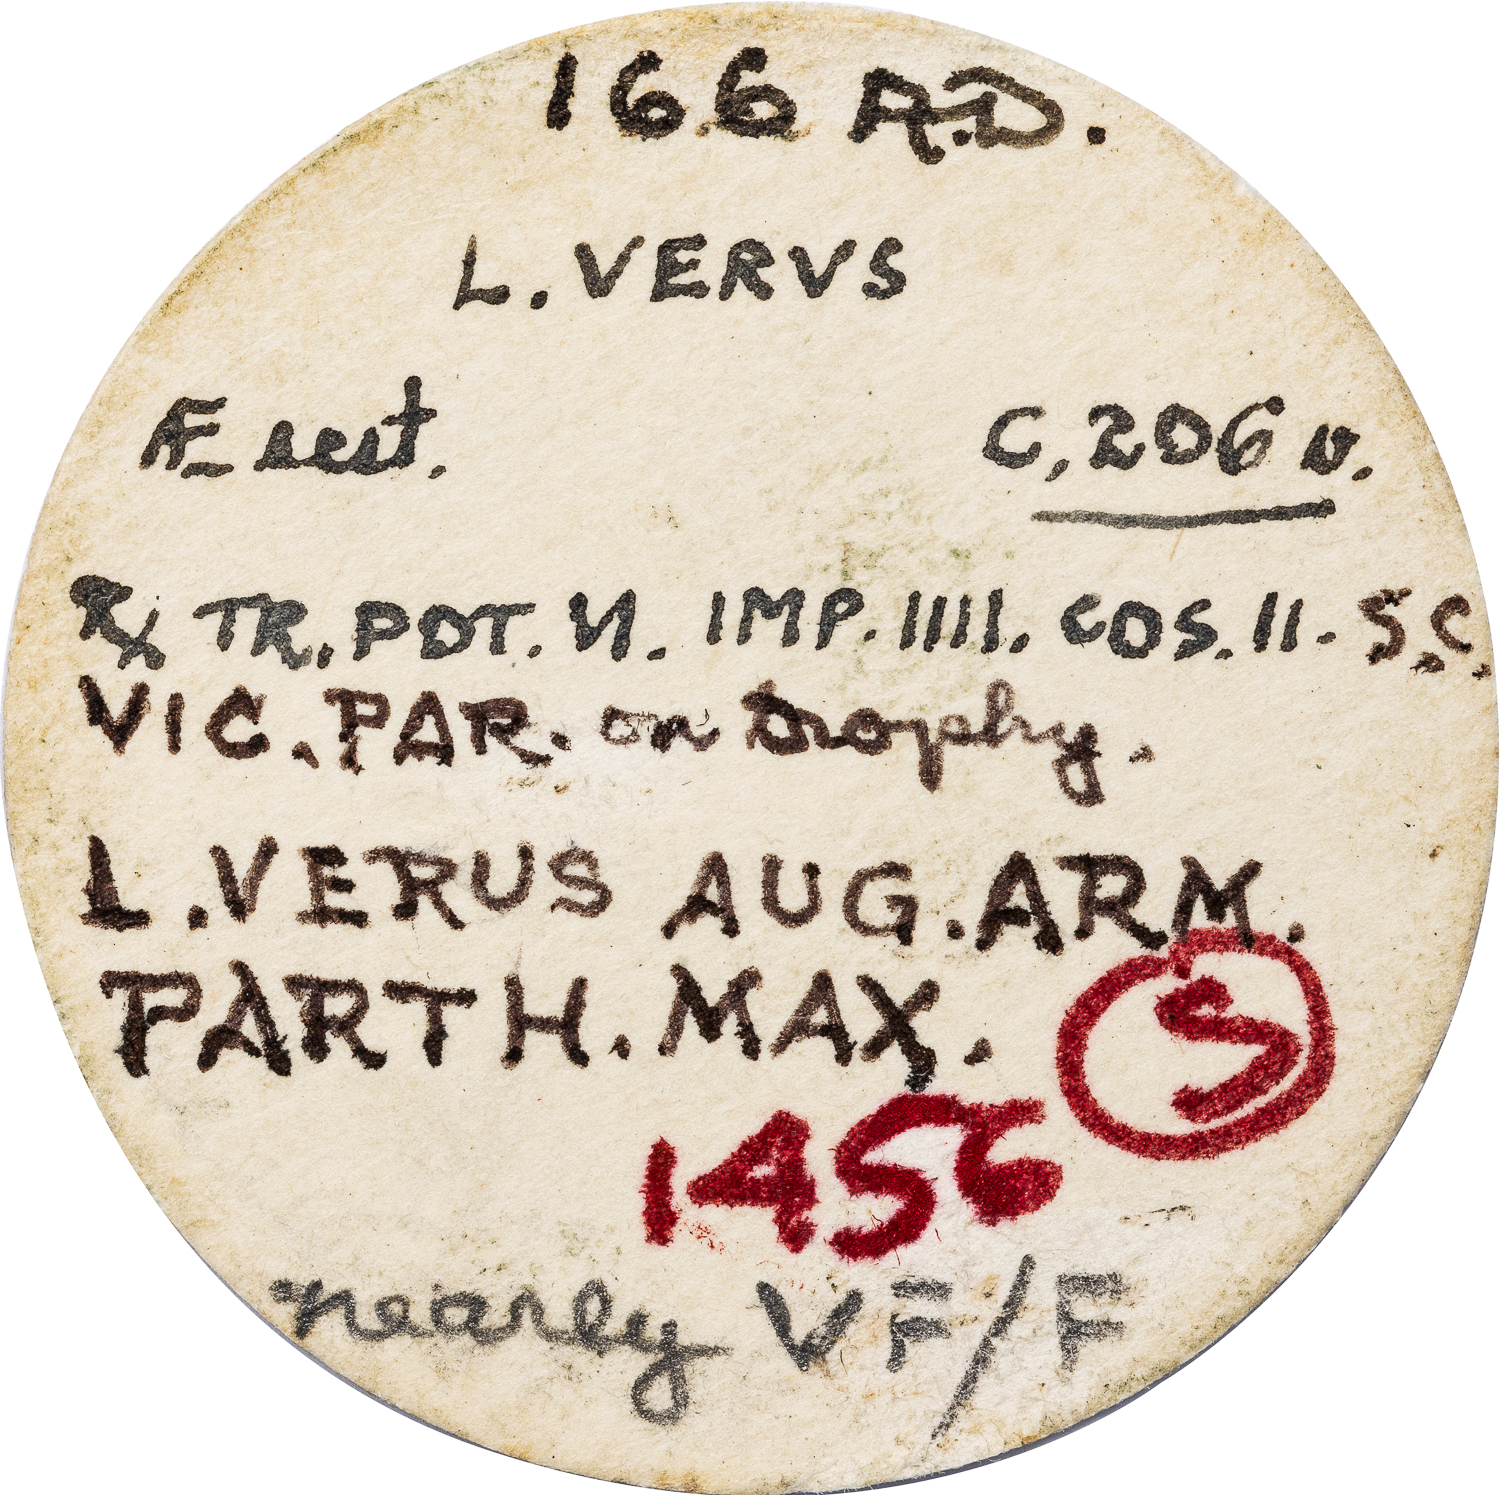 166 A.D.
L. VERVS
Æ sest. C. 206 v.
Rx TR. POT. VI. IMP. IIII. COS. II. S.C.
VIC. PAR. on trophy.
L. VERUS AUG. ARM.
PARTH. MAX. S
1456
nearly VF/F